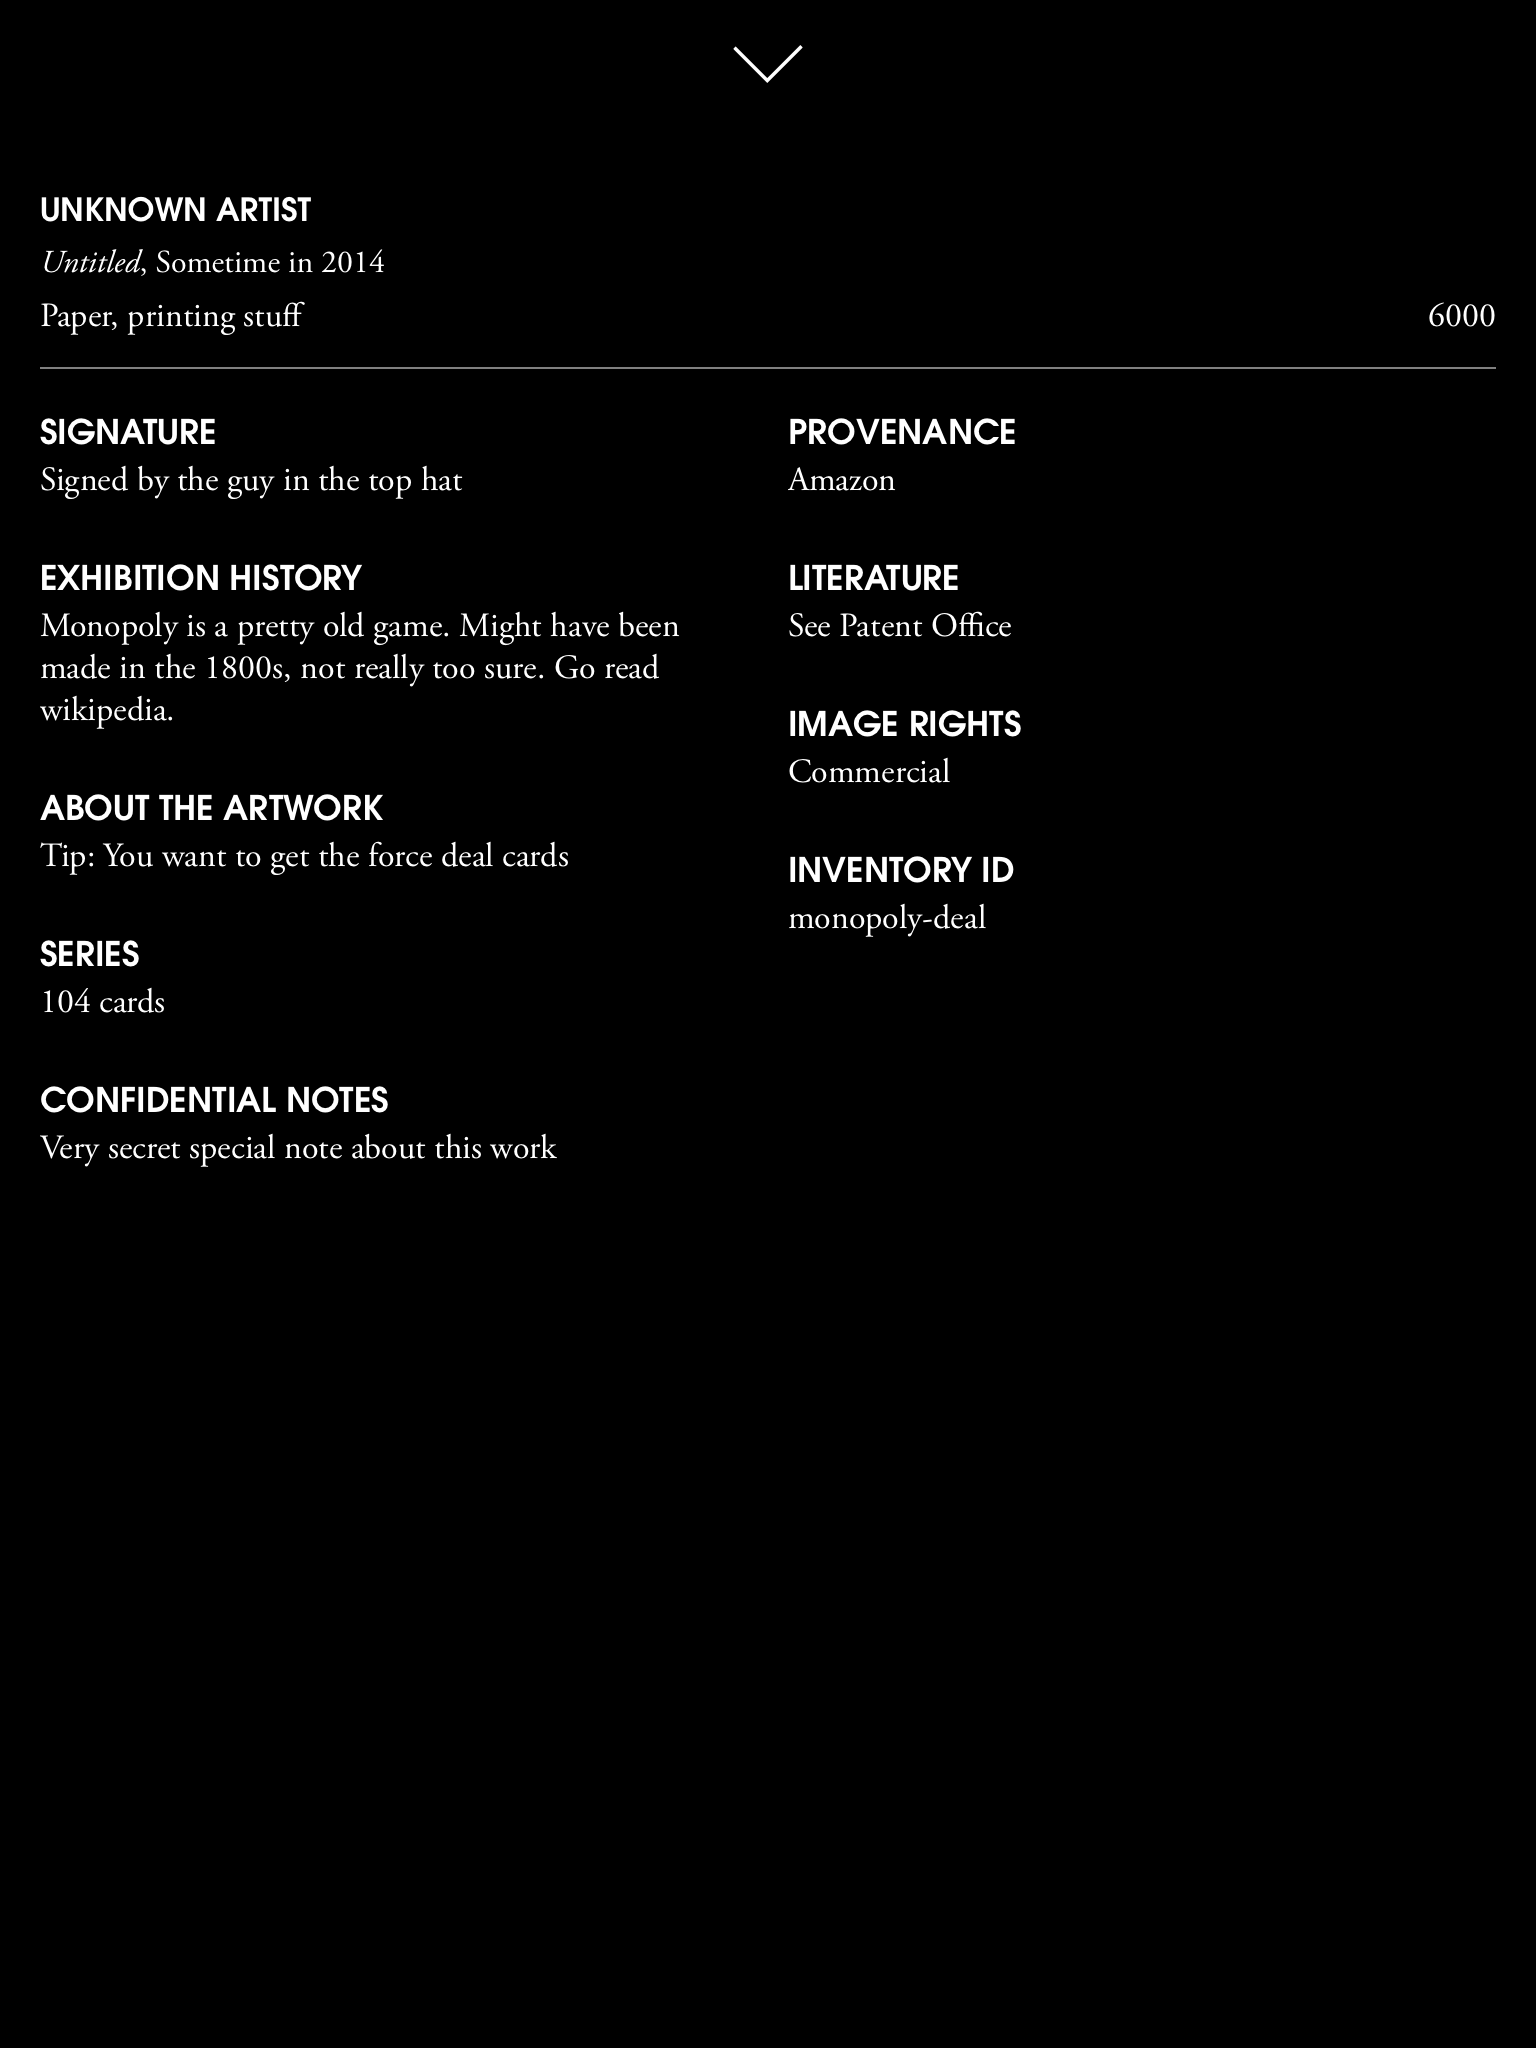 UNKNOWN ARTIST
Untitled, Sometime in 2014
Paper, printing stuff
6000
SIGNATURE
Signed by the guy in the top hat
EXHIBITION HISTORY
Monopoly is a pretty old game. Might have been
made in the 1800s, not really too sure. Go read
wikipedia.
ABOUT THE ARTWORK
Tip: You want to get the force deal cards
SERIES
104 cards
CONFIDENTIAL NOTES
Very secret special note about this work
PROVENANCE
Amazon
LITERATURE
See Patent Office
IMAGE RIGHTS
Commercial
INVENTORY ID
monopoly-deal